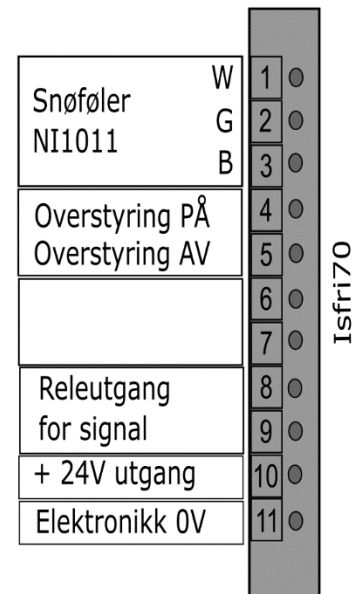 Snøføler W 1
NI1011 G 2
B 3
Overstyring PÅ 4
Overstyring AV 5
6
7
Releutgang 8
for signal 9
+ 24V utgang 10
Elektronikk 0V 11
Isfri70